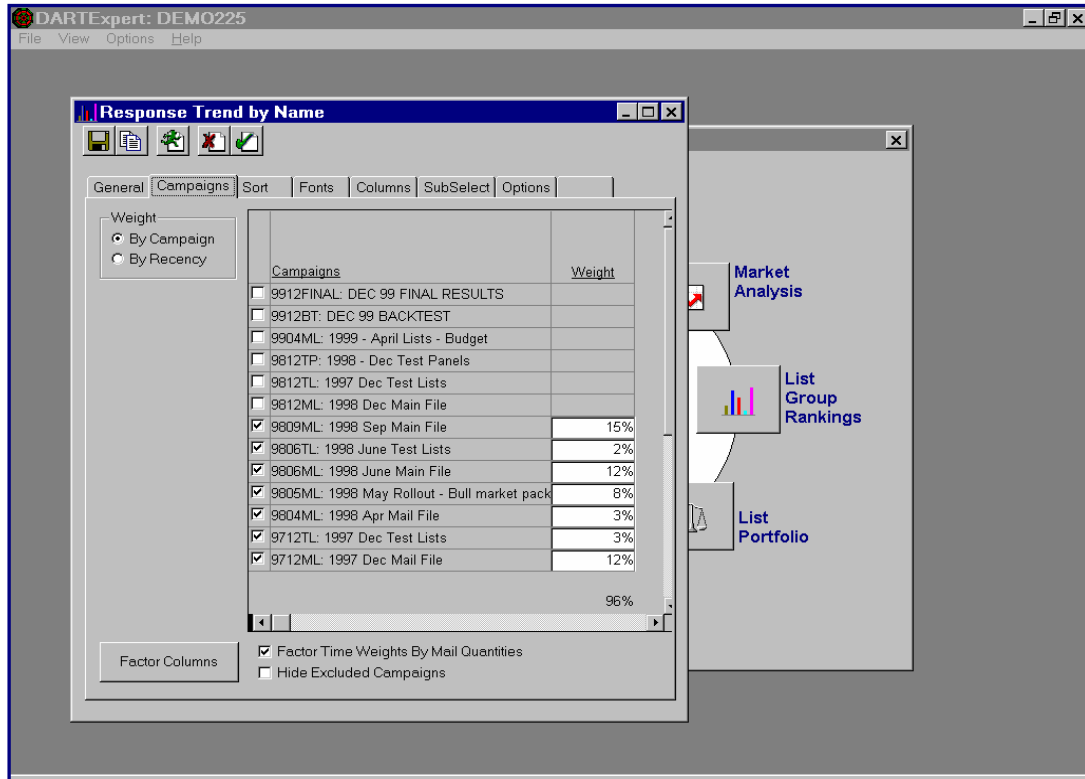 DARTExpert: DEMO225
File View Options Help
Response Trend by Name
General Campaigns Sort Fonts Columns SubSelect Options
Weight
By Campaign
By Recency
Campaigns Weight
9912FINAL: DEC 99 FINAL RESULTS
9912BT: DEC 99 BACKTEST
9904ML: 1999 - April Lists - Budget
9812TP: 1998 - Dec Test Panels
9812TL: 1997 Dec Test Lists
9812ML: 1998 Dec Main File
9809ML: 1998 Sep Main File 15%
9806TL: 1998 June Test Lists 2%
9806ML: 1998 June Main File 12%
9805ML: 1998 May Rollout - Bull market pack 8%
9804ML: 1998 Apr Mail File 3%
9712TL: 1997 Dec Test Lists 3%
9712ML: 1997 Dec Mail File 12%
96%
Factor Columns
Factor Time Weights By Mail Quantities
Hide Excluded Campaigns
Market
Analysis
List
Group
Rankings
List
Portfolio